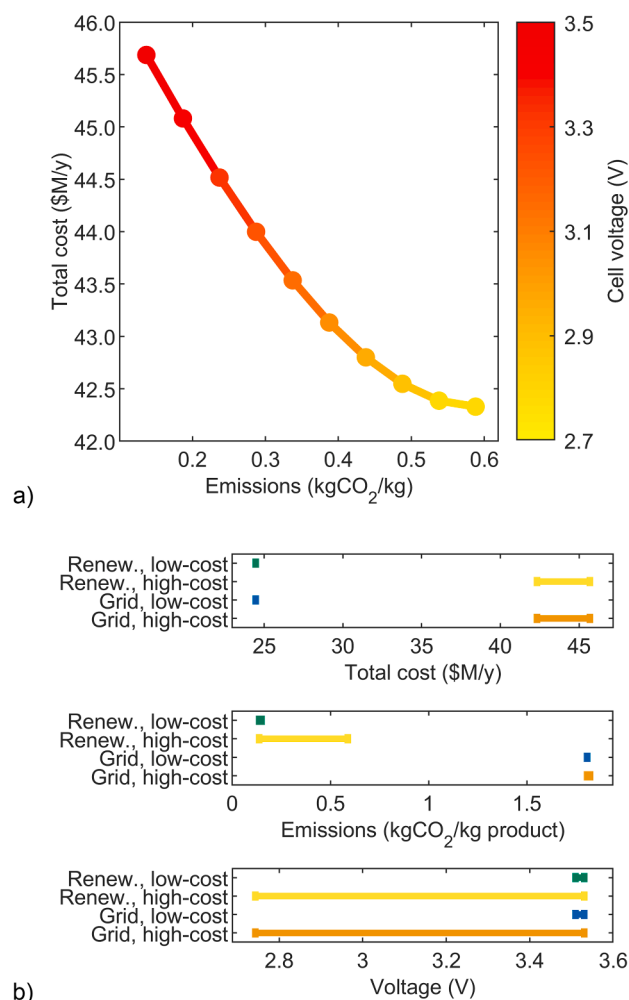 46.0
45.5
45.0
44.5
44.0
43.5
43.0
42.5
42.0
Total cost ($M/y)
0.2 0.3 0.4 0.5 0.6
Emissions (kgCO2/kg)
3.5
3.3
3.1
2.9
2.7
Cell voltage (V)
a)
Renew., low-cost
Renew., high-cost
Grid, low-cost
Grid, high-cost
25 30 35 40 45
Total cost ($M/y)
Renew., low-cost
Renew., high-cost
Grid, low-cost
Grid, high-cost
0 0.5 1 1.5
Emissions (kgCO2/kg product)
Renew., low-cost
Renew., high-cost
Grid, low-cost
Grid, high-cost
2.8 3 3.2 3.4 3.6
Voltage (V)
b)